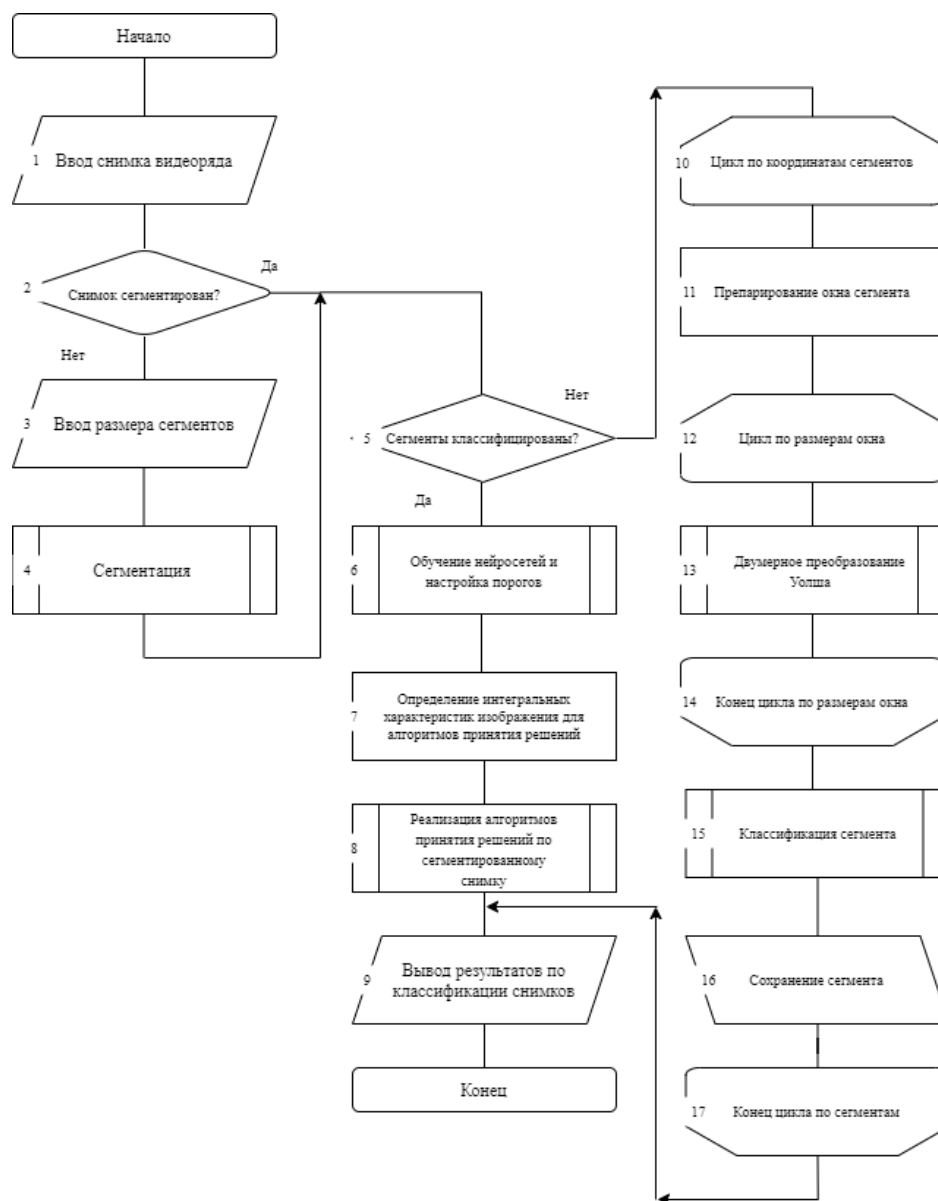 Начало
1
Ввод снимка видеоряда
2
Снимок сегментирован?
Да
Нет
3
Ввод размера сегментов
4
Сегментация
5
Сегменты классифицированы?
Нет
Да
6
Обучение нейросетей и
настройка порогов
7
Определение интегральных
характеристик изображения для
алгоритмов принятия решений
8
Реализация алгоритмов
принятия решений по
сегментированному
снимку
9
Вывод результатов по
классификации снимков
Конец
10
Цикл по координатам сегментов
11
Препарирование окна сегмента
12
Цикл по размерам окна
13
Двумерное преобразование
Уолша
14
Конец цикла по размерам окна
15
Классификация сегмента
16
Сохранение сегмента
17
Конец цикла по сегментам